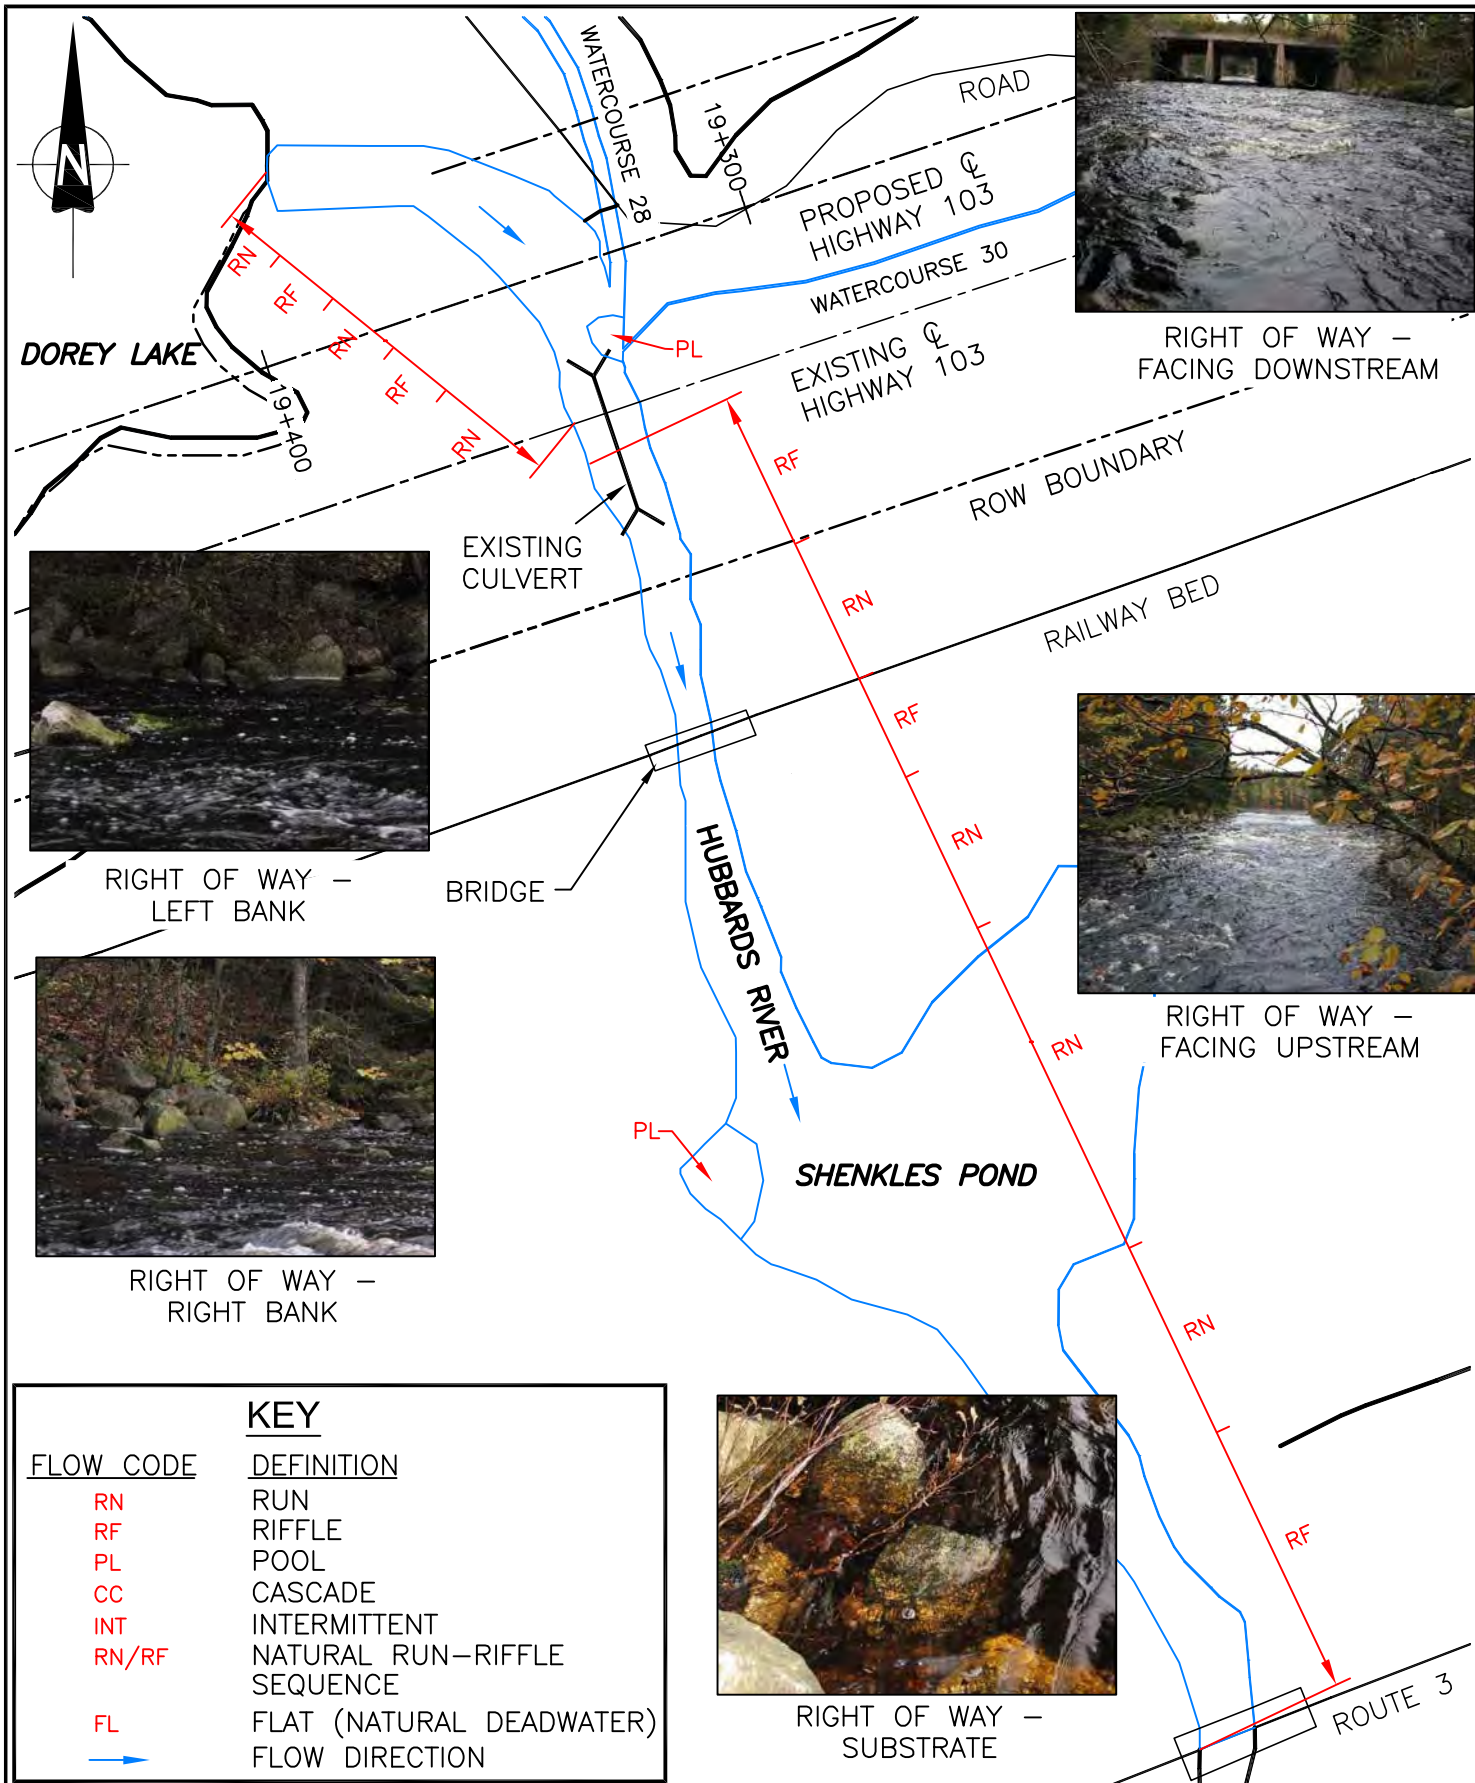 WATERCOURSE 28
19+300
ROAD
N
PROPOSED ℄
HIGHWAY 103
WATERCOURSE 30
RN
RF
RN
RF
RN
DOREY LAKE
19+400
PL
EXISTING ℄
HIGHWAY 103
RIGHT OF WAY –
FACING DOWNSTREAM
RF
ROW BOUNDARY
EXISTING
CULVERT
RN
RAILWAY BED
RF
RN
RIGHT OF WAY –
LEFT BANK
BRIDGE
HUBBARDS RIVER
RIGHT OF WAY –
FACING UPSTREAM
RN
PL
SHENKLES POND
RIGHT OF WAY –
RIGHT BANK
RN
RF
KEY
FLOW CODE DEFINITION
RN RUN
RF RIFFLE
PL POOL
CC CASCADE
INT INTERMITTENT
RN/RF NATURAL RUN–RIFFLE
SEQUENCE
FL FLAT (NATURAL DEADWATER)
FLOW DIRECTION
RIGHT OF WAY –
SUBSTRATE
ROUTE 3